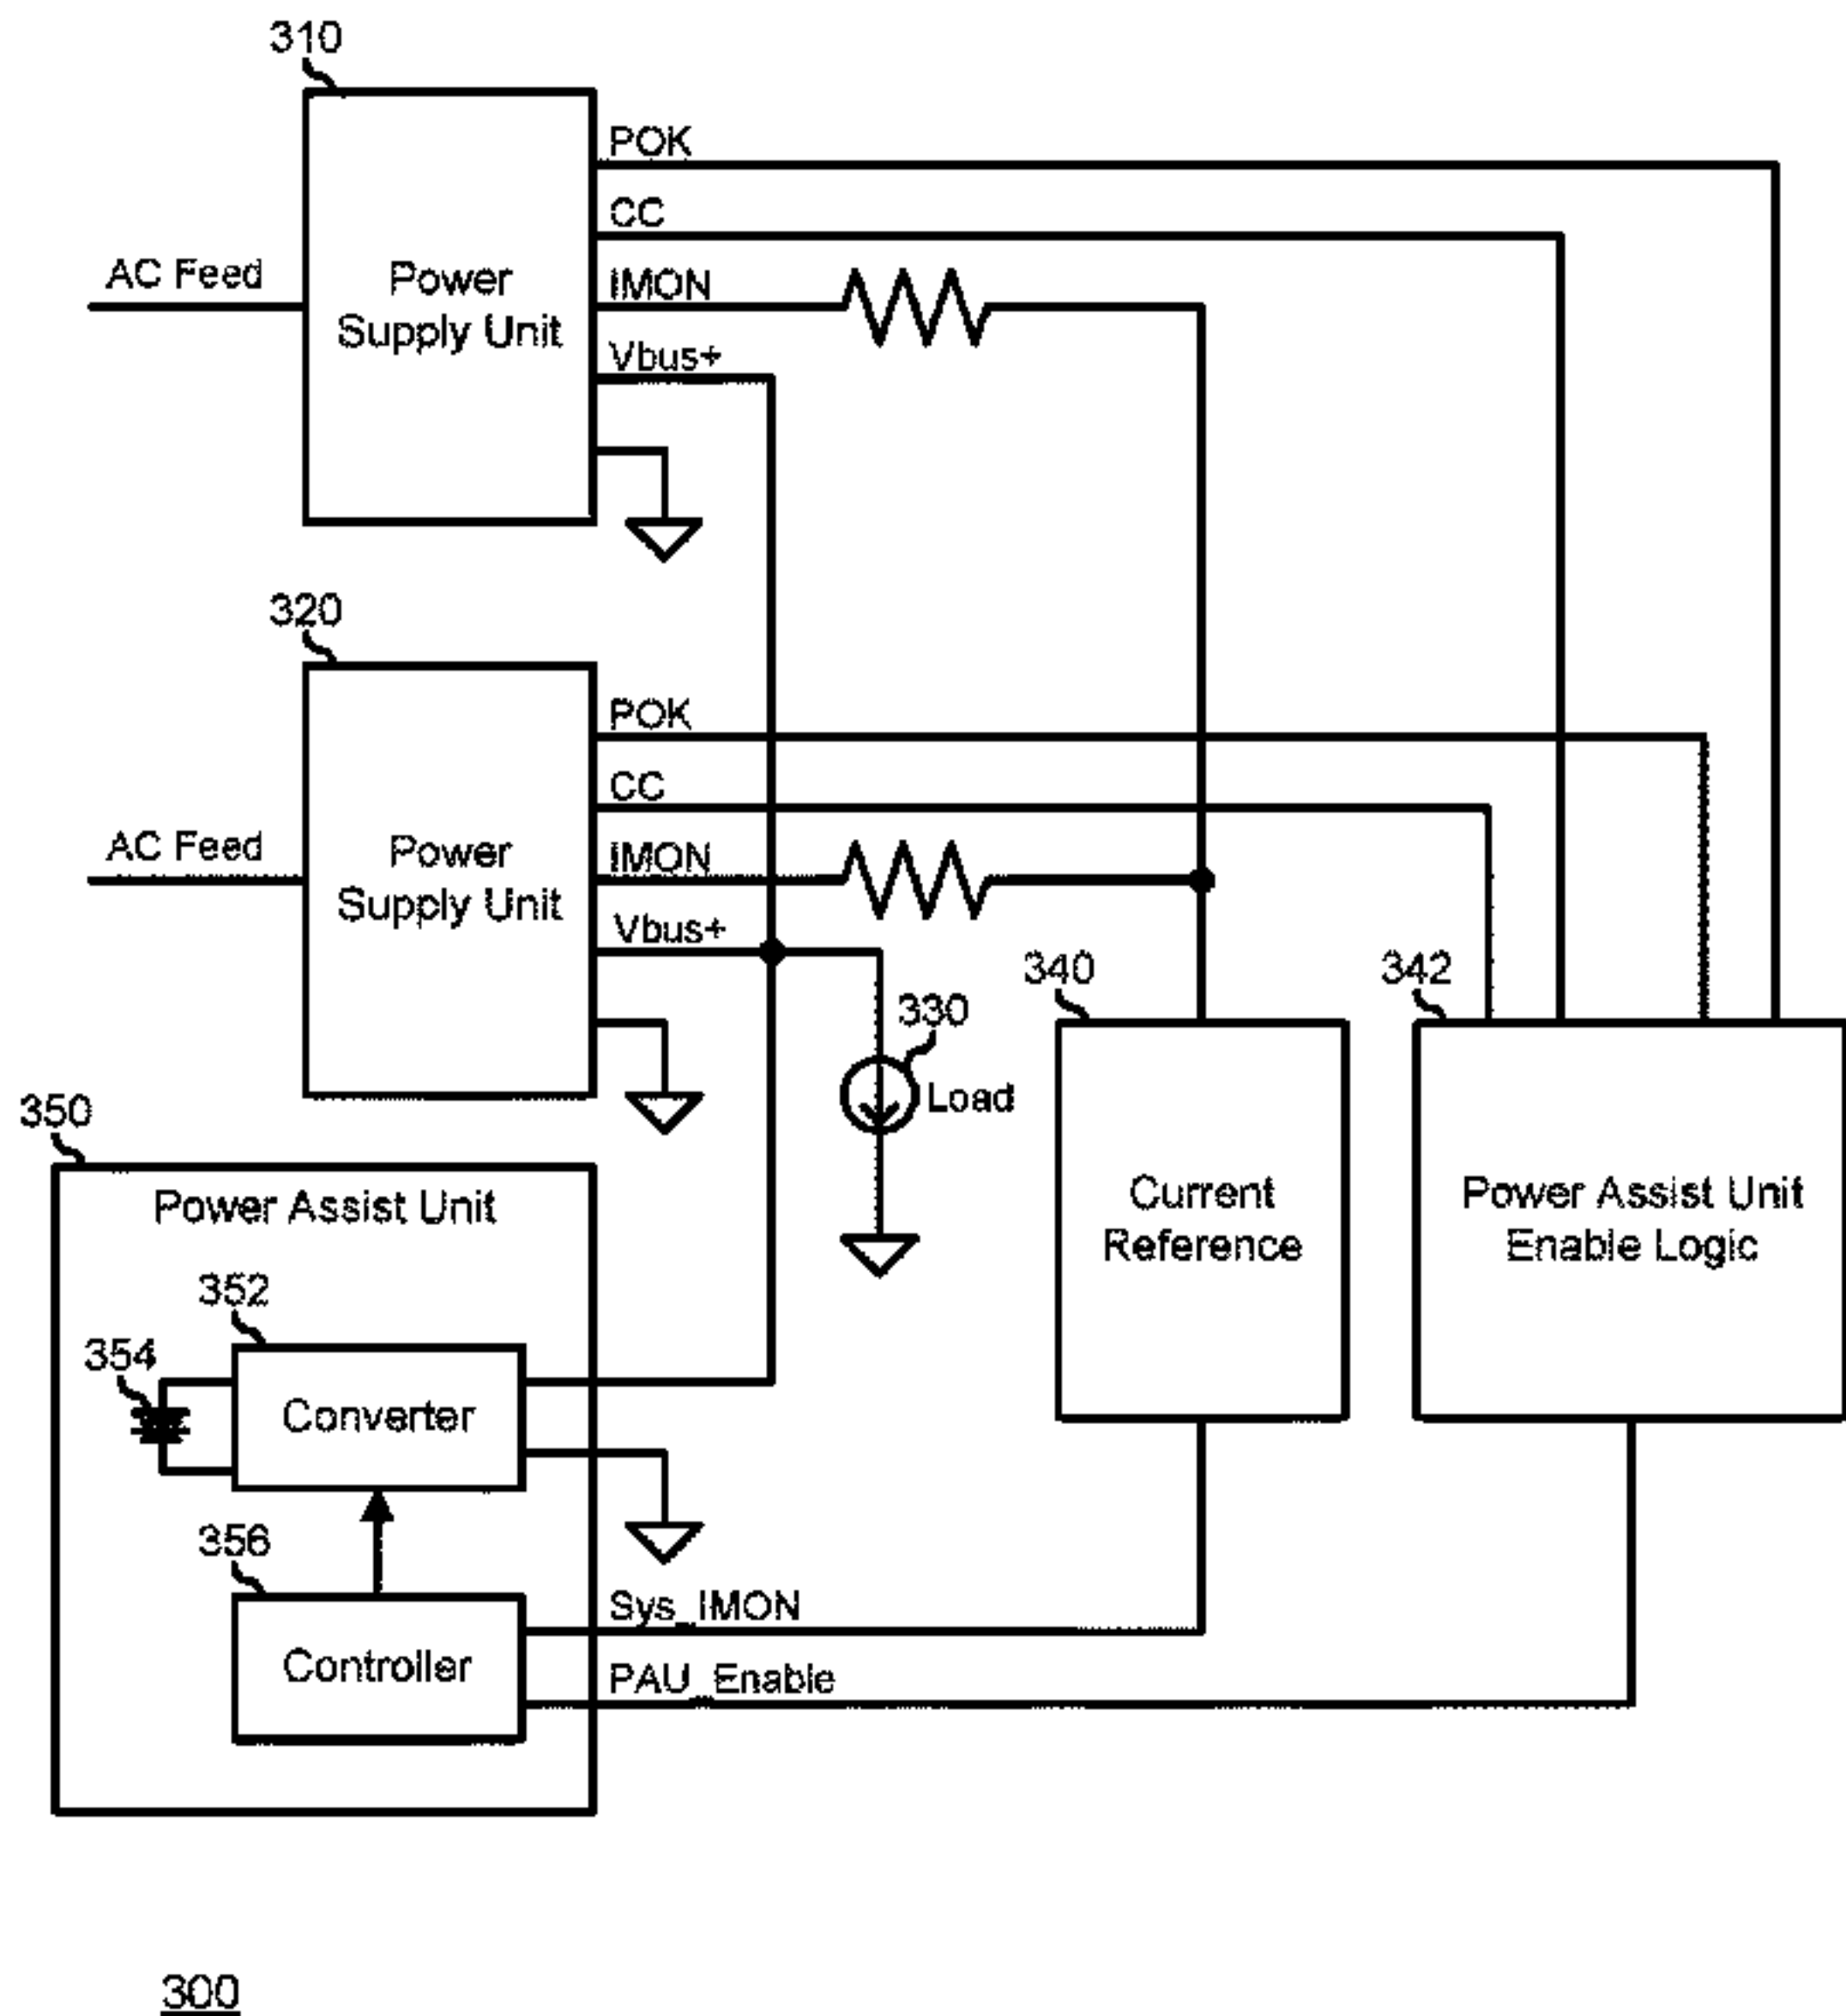 310
POK
CC
AC Feed
Power
Supply Unit
IMON
Vbus+
320
POK
CC
AC Feed
Power
Supply Unit
IMON
Vbus+
330
Load
340
Current
Reference
342
Power Assist Unit
Enable Logic
350
Power Assist Unit
352
354
Converter
356
Controller
Sys_IMON
PAU_Enable
300